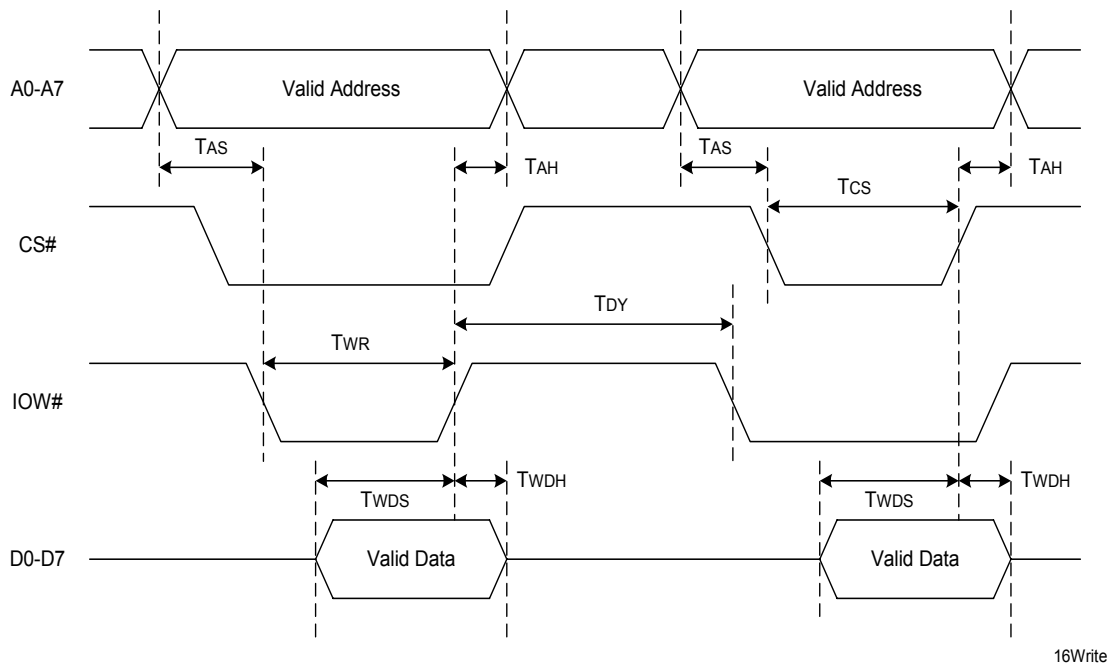 A0-A7
Valid Address
Valid Address
TAS
TAH
TAS
TAH
TCS
CS#
TDY
TWR
IOW#
TWDS
TWDH
TWDS
TWDH
D0-D7
Valid Data
Valid Data
16Write